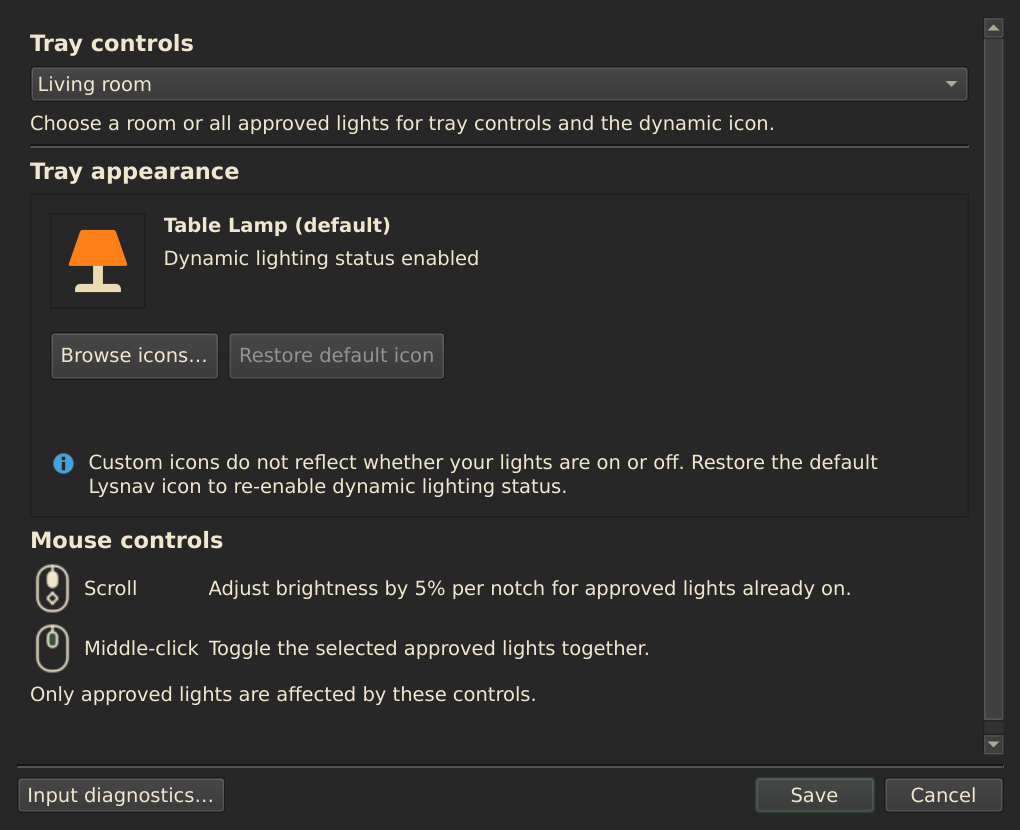 Tray controls
Living room
Choose a room or all approved lights for tray controls and the dynamic icon.
Tray appearance
Table Lamp (default)
Dynamic lighting status enabled
Browse icons...
Restore default icon
Custom icons do not reflect whether your lights are on or off. Restore the default
Lysnav icon to re-enable dynamic lighting status.
Mouse controls
Scroll Adjust brightness by 5% per notch for approved lights already on.
Middle-click Toggle the selected approved lights together.
Only approved lights are affected by these controls.
Input diagnostics...
Save
Cancel